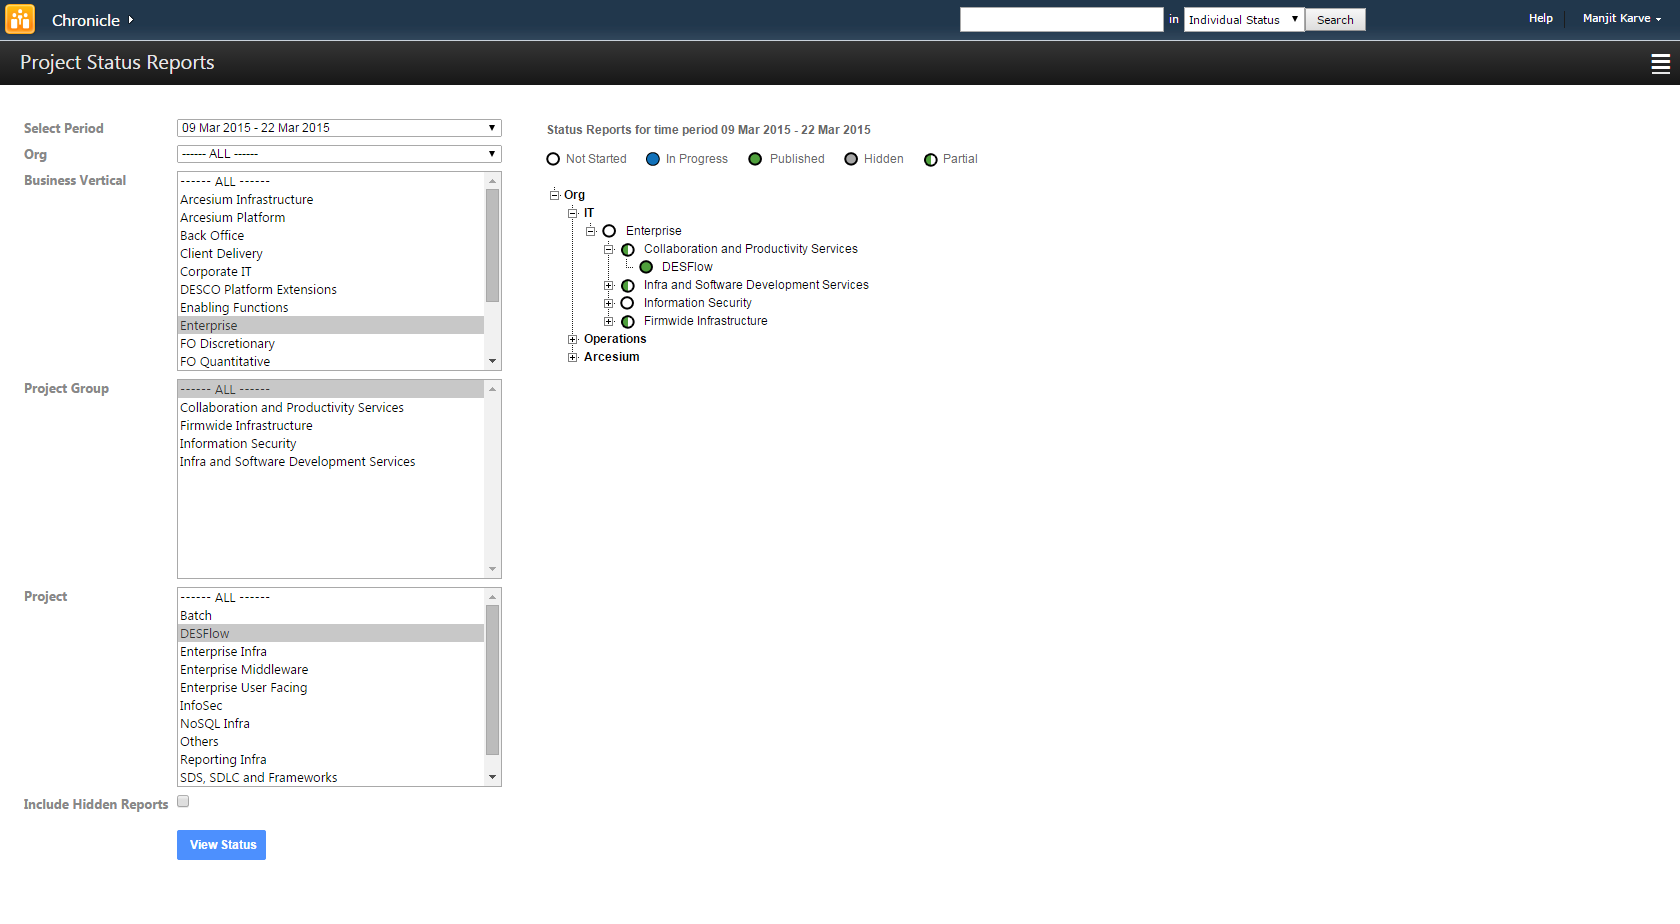 Chronicle
in Individual Status Search
Help Manjit Karve
Project Status Reports
Select Period 09 Mar 2015 - 22 Mar 2015
Org ------ ALL ------
Business Vertical
------ ALL ------
Arcesium Infrastructure
Arcesium Platform
Back Office
Client Delivery
Corporate IT
DESCO Platform Extensions
Enabling Functions
Enterprise
FO Discretionary
FO Quantitative
Project Group
------ ALL ------
Collaboration and Productivity Services
Firmwide Infrastructure
Information Security
Infra and Software Development Services
Project
------ ALL ------
Batch
DESFlow
Enterprise Infra
Enterprise Middleware
Enterprise User Facing
InfoSec
NoSQL Infra
Others
Reporting Infra
SDS, SDLC and Frameworks
Include Hidden Reports
View Status
Status Reports for time period 09 Mar 2015 - 22 Mar 2015
Not Started In Progress Published Hidden Partial
Org
IT
Enterprise
Collaboration and Productivity Services
DESFlow
Infra and Software Development Services
Information Security
Firmwide Infrastructure
Operations
Arcesium